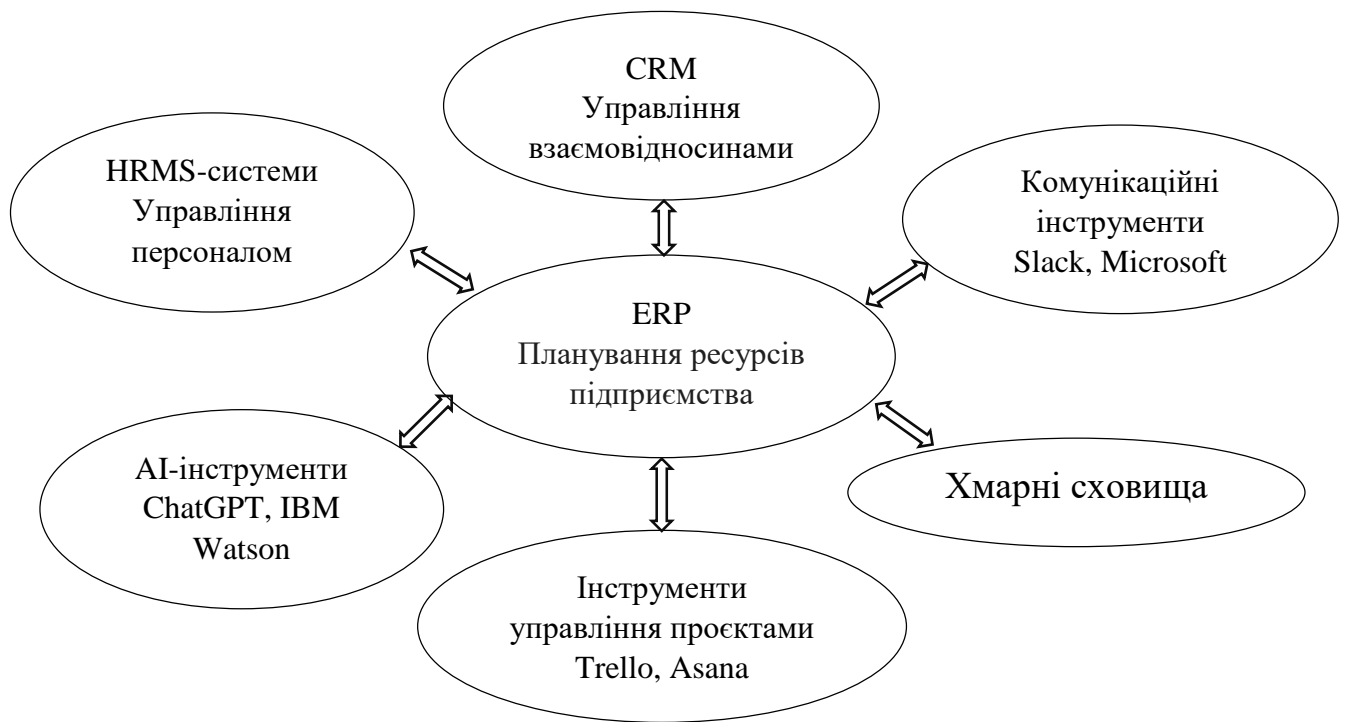 CRM
Управління
взаємовідносинами
HRMS-системи
Управління
персоналом
Комунікаційні
інструменти
Slack, Microsoft
ERP
Планування ресурсів
підприємства
AI-інструменти
ChatGPT, IBM
Watson
Хмарні сховища
Інструменти
управління проєктами
Trello, Asana